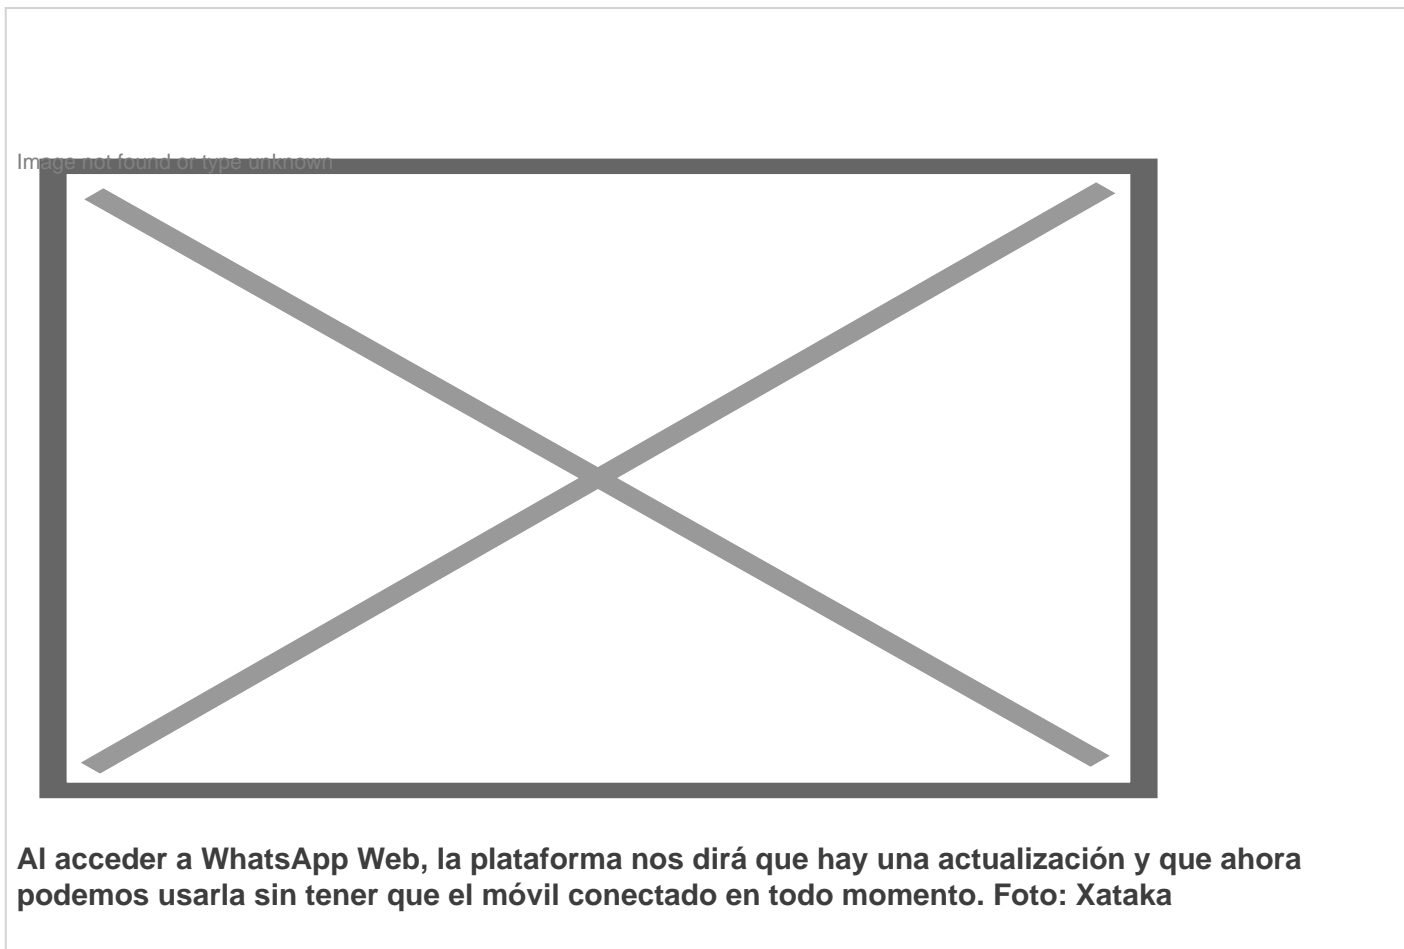 Image not found or type unknown
Al acceder a WhatsApp Web, la plataforma nos dirá que hay una actualización y que ahora
podemos usarla sin tener que el móvil conectado en todo momento. Foto: Xataka